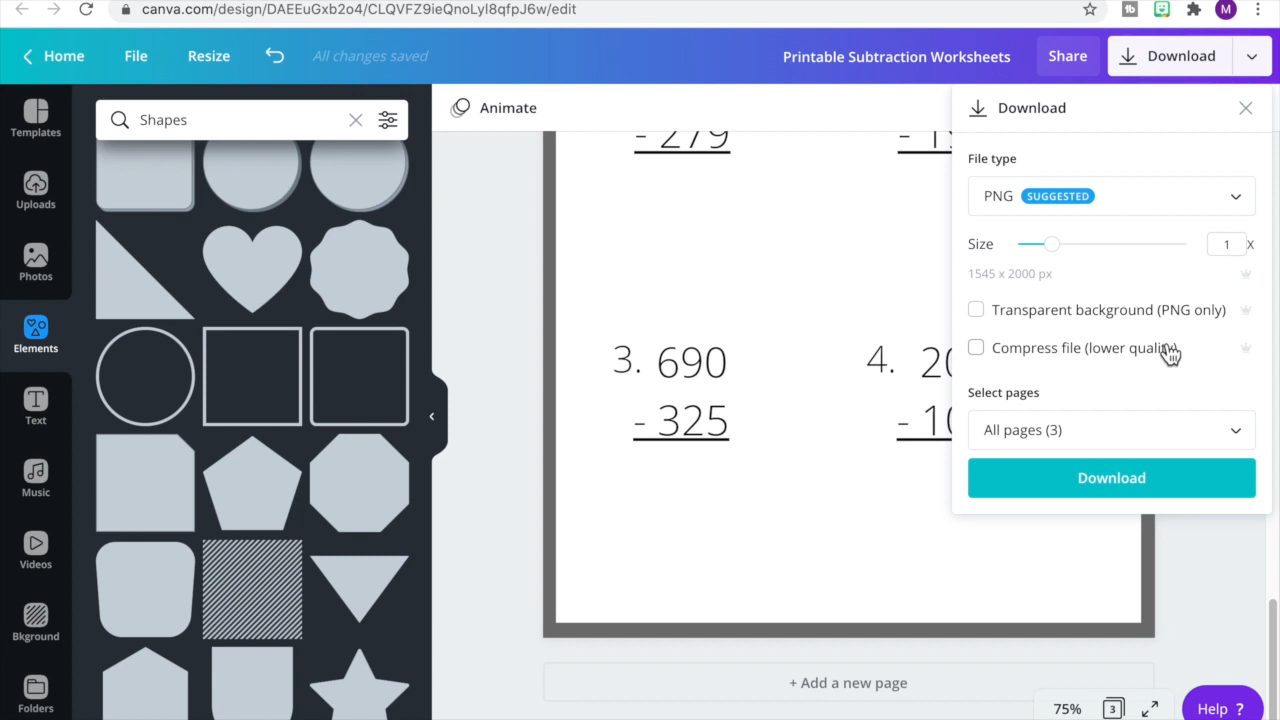 canva.com/design/DAEEuGxb2o4/CLQVFZ9ieQnoLyl8qfpJ6w/edit
M
Home File Resize All changes saved Printable Subtraction Worksheets Share Download
Templates
Uploads
Photos
Elements
Text
Music
Videos
Bkground
Folders
Shapes
Animate
- 279
3. 690 4.
- 325
+ Add a new page
75% 3
Help ?
Download
File type
PNG SUGGESTED
Size 1 X
1545 x 2000 px
Transparent background (PNG only)
Compress file (lower quality)
Select pages
All pages (3)
Download